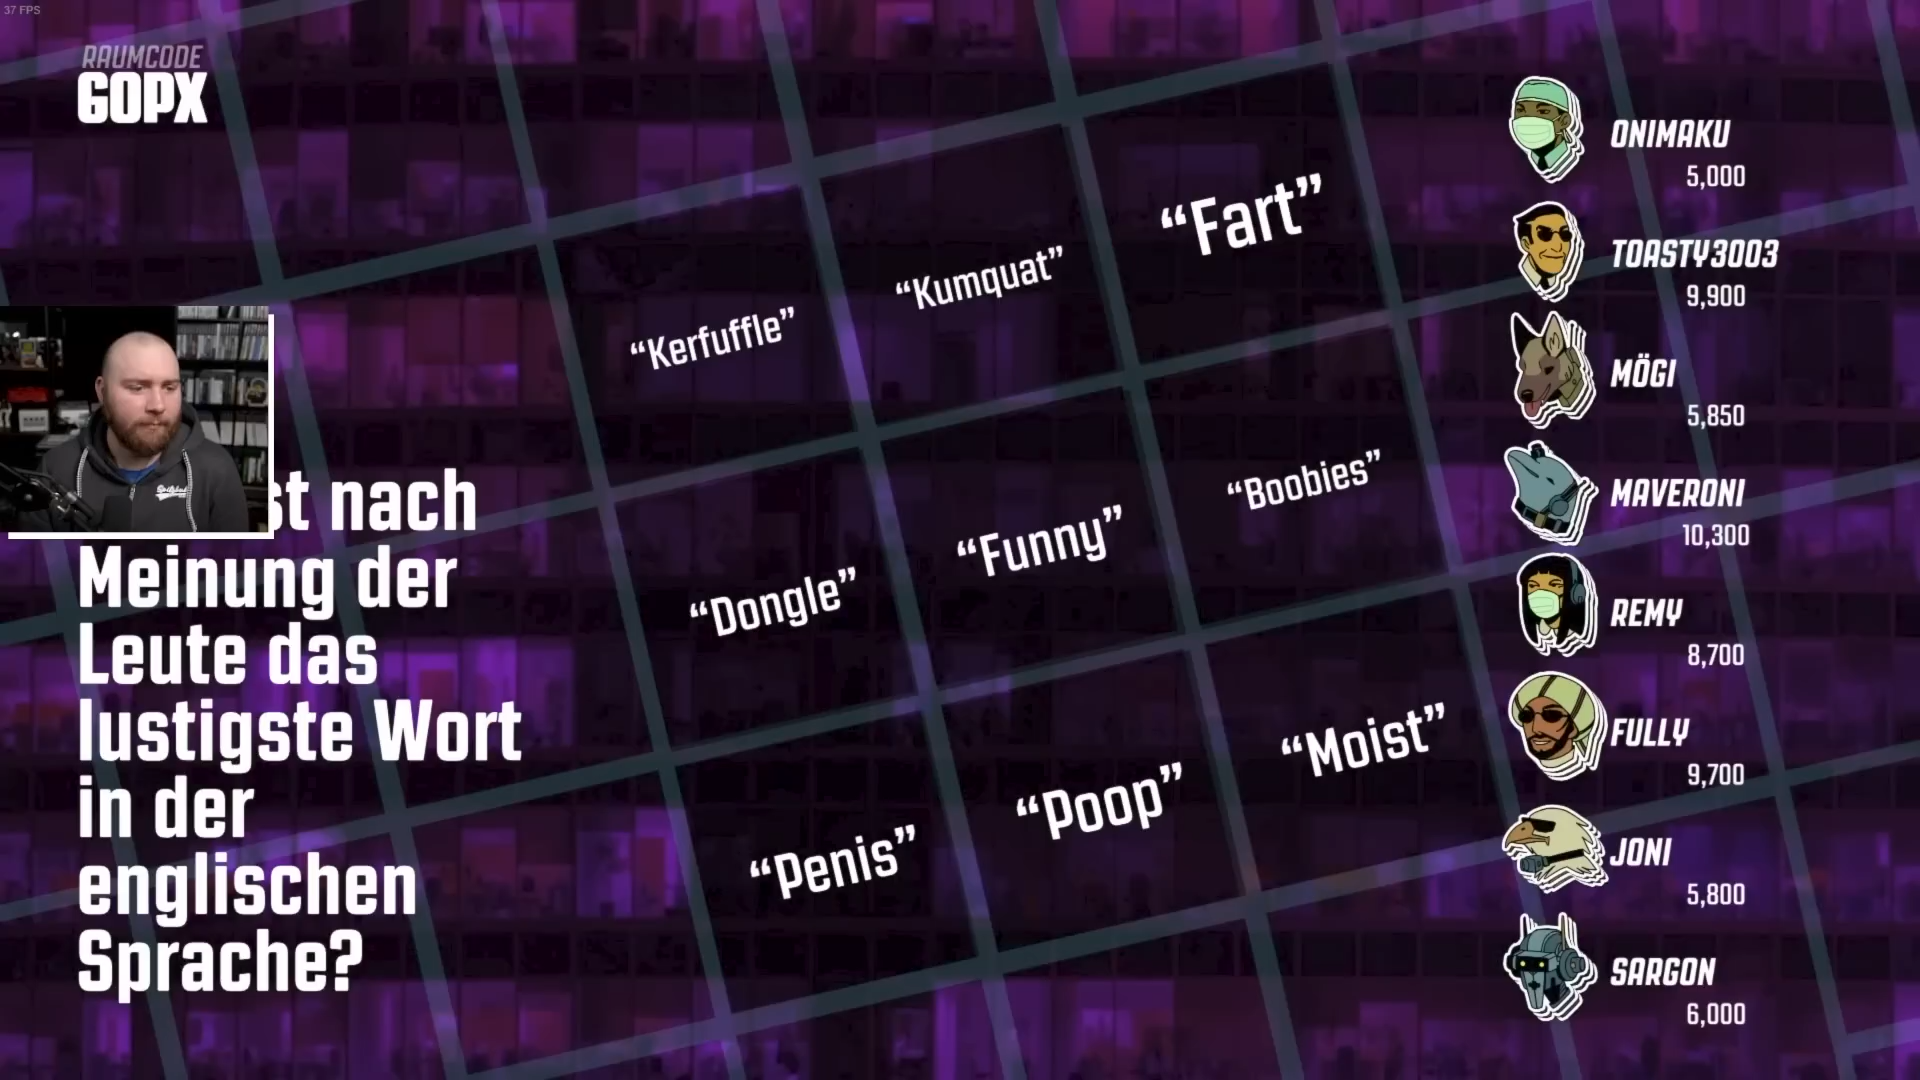 37 FPS
RAUMCODE
GOPX
st nach
Meinung der
Leute das
lustigste Wort
in der
englischen
Sprache?
“Kerfuffle”
“Kumquat”
“Fart”
“Dongle”
“Funny”
“Boobies”
“Penis”
“Poop”
“Moist”
ONIMAKU
5,000
TOASTY3003
9,900
MÖGI
5,850
MAVERONI
10,300
REMY
8,700
FULLY
9,700
JONI
5,800
SARGON
6,000